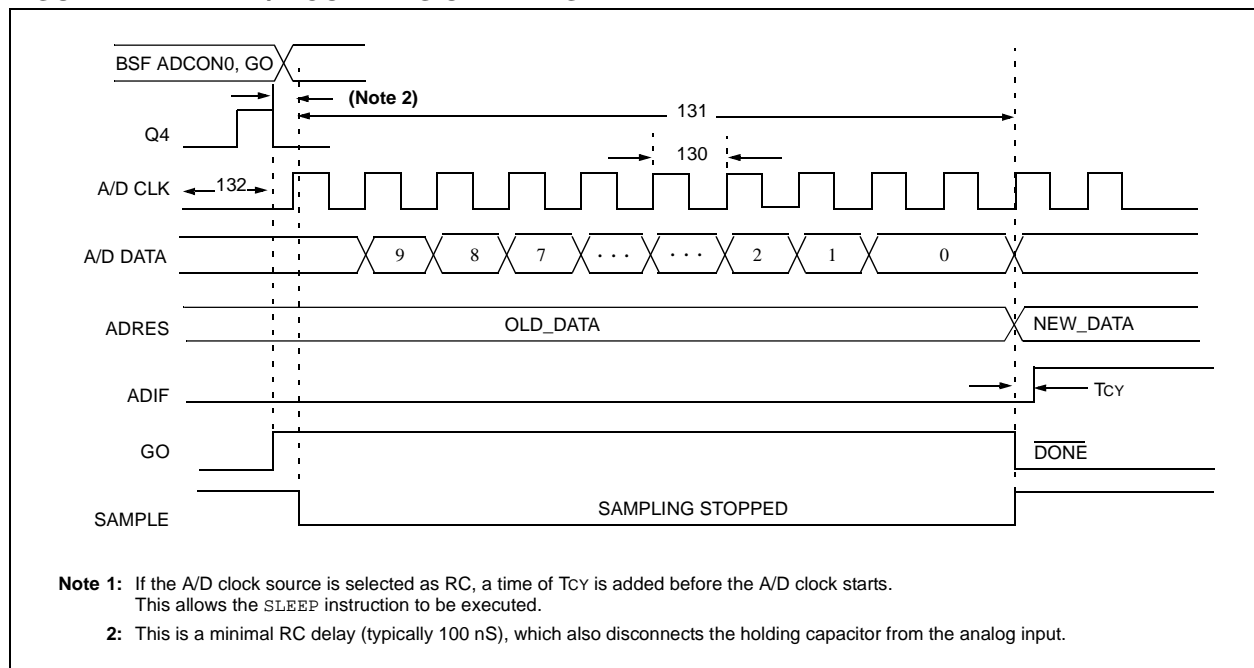 BSF ADCON0, GO
(Note 2)
131
Q4
130
A/D CLK
132
A/D DATA
9 8 7 · · · · · · 2 1 0
ADRES
OLD_DATA
NEW_DATA
ADIF
TCY
GO
DONE
SAMPLE
SAMPLING STOPPED
Note 1: If the A/D clock source is selected as RC, a time of TCY is added before the A/D clock starts.
This allows the SLEEP instruction to be executed.
2: This is a minimal RC delay (typically 100 nS), which also disconnects the holding capacitor from the analog input.